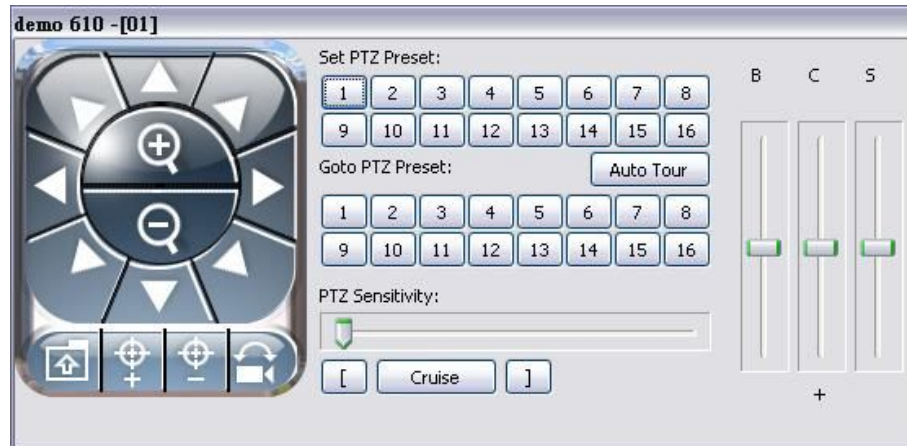 demo 610 -[01]
Set PTZ Preset:
1 2 3 4 5 6 7 8
9 10 11 12 13 14 15 16
Goto PTZ Preset:
Auto Tour
1 2 3 4 5 6 7 8
9 10 11 12 13 14 15 16
PTZ Sensitivity:
[ Cruise ]
B C S
+